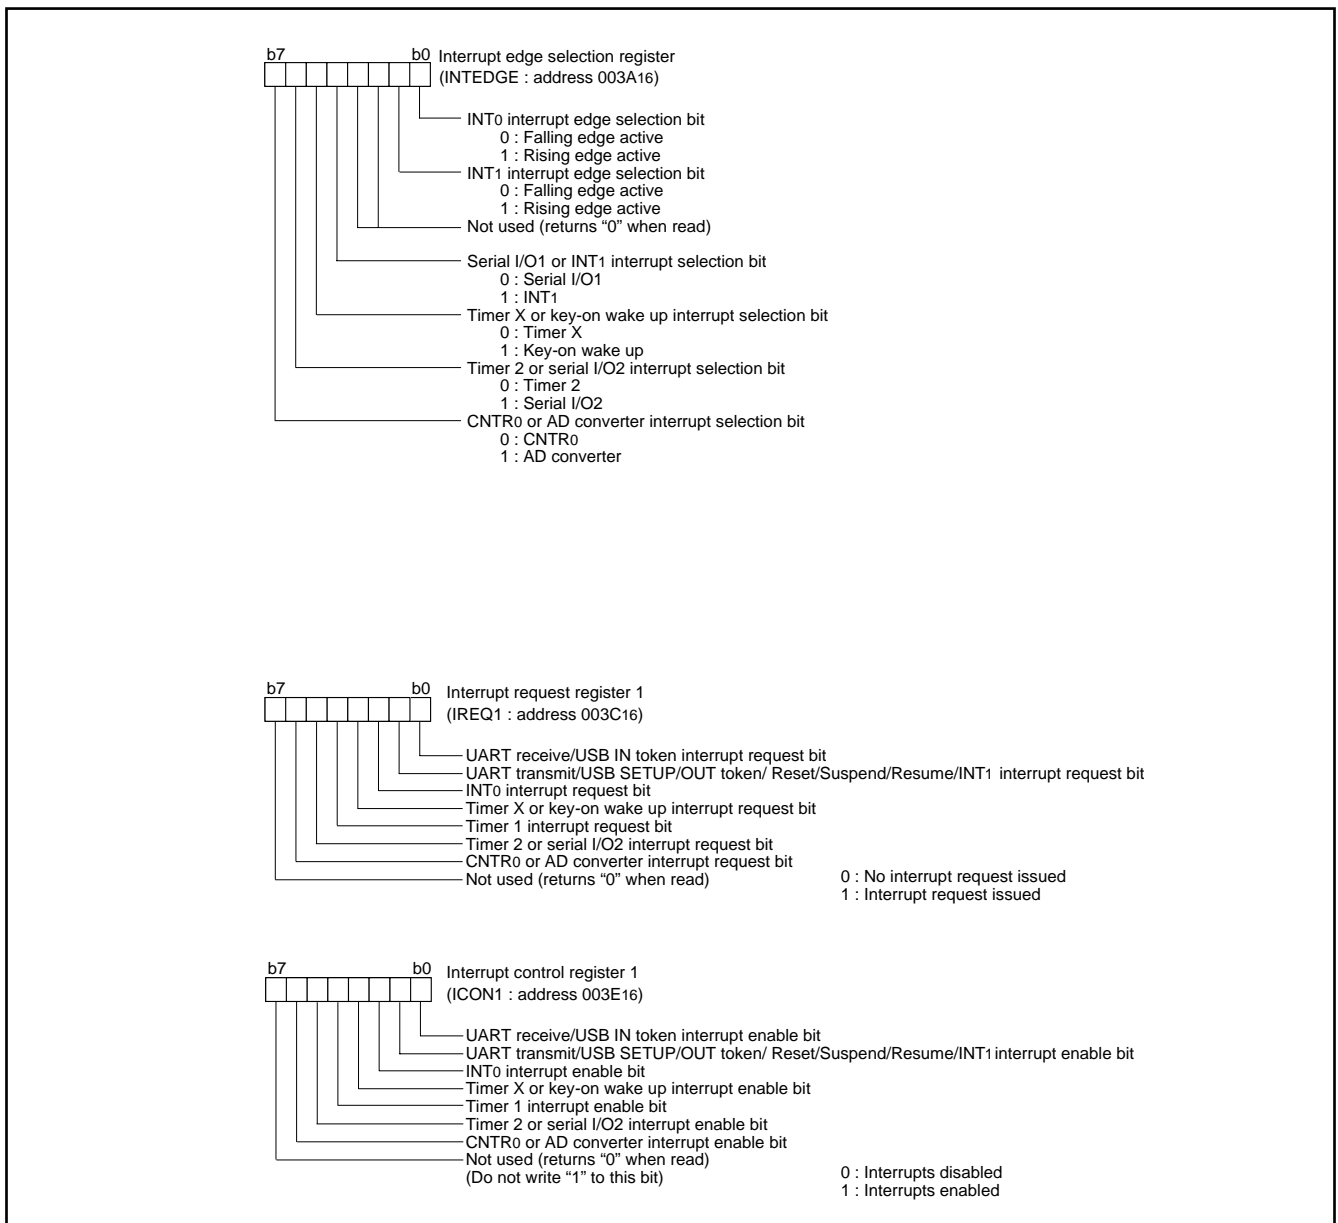 b7 b0 Interrupt edge selection register
(INTEDGE : address 003A16)
INT0 interrupt edge selection bit
0 : Falling edge active
1 : Rising edge active
INT1 interrupt edge selection bit
0 : Falling edge active
1 : Rising edge active
Not used (returns “0” when read)
Serial I/O1 or INT1 interrupt selection bit
0 : Serial I/O1
1 : INT1
Timer X or key-on wake up interrupt selection bit
0 : Timer X
1 : Key-on wake up
Timer 2 or serial I/O2 interrupt selection bit
0 : Timer 2
1 : Serial I/O2
CNTR0 or AD converter interrupt selection bit
0 : CNTR0
1 : AD converter
b7 b0 Interrupt request register 1
(IREQ1 : address 003C16)
UART receive/USB IN token interrupt request bit
UART transmit/USB SETUP/OUT token/ Reset/Suspend/Resume/INT1 interrupt request bit
INT0 interrupt request bit
Timer X or key-on wake up interrupt request bit
Timer 1 interrupt request bit
Timer 2 or serial I/O2 interrupt request bit
CNTR0 or AD converter interrupt request bit
Not used (returns “0” when read)
0 : No interrupt request issued
1 : Interrupt request issued
b7 b0 Interrupt control register 1
(ICON1 : address 003E16)
UART receive/USB IN token interrupt enable bit
UART transmit/USB SETUP/OUT token/ Reset/Suspend/Resume/INT1 interrupt enable bit
INT0 interrupt enable bit
Timer X or key-on wake up interrupt enable bit
Timer 1 interrupt enable bit
Timer 2 or serial I/O2 interrupt enable bit
CNTR0 or AD converter interrupt enable bit
Not used (returns “0” when read)
(Do not write “1” to this bit)
0 : Interrupts disabled
1 : Interrupts enabled